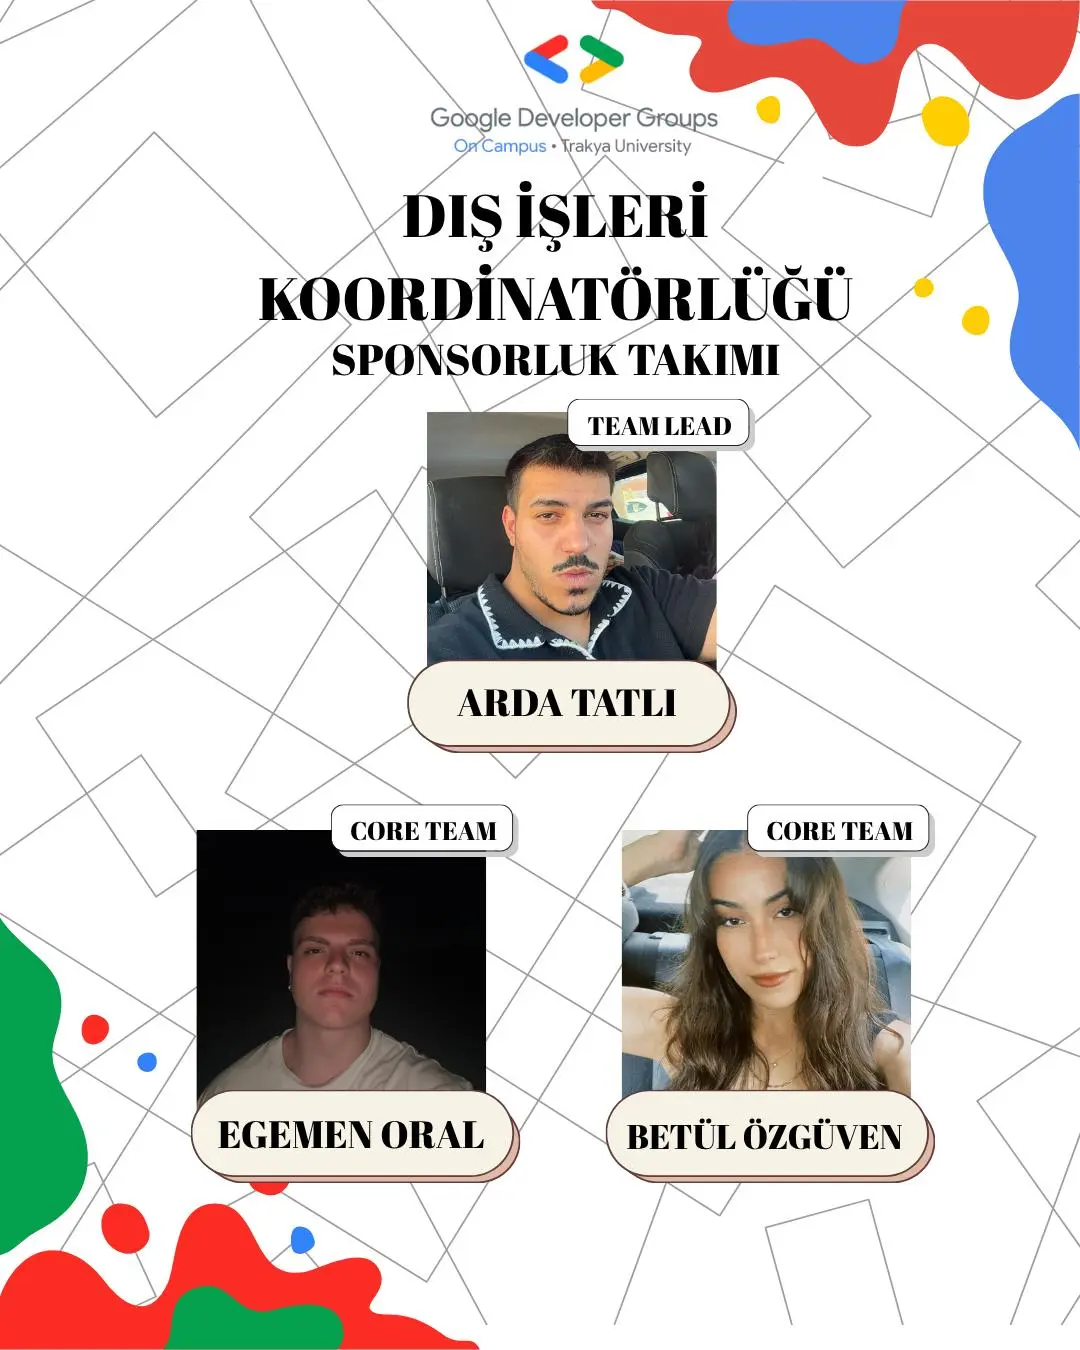 Google Developer Groups
On Campus • Trakya University
DIŞ İŞLERİ
KOORDİNATÖRLÜĞÜ
SPONSORLUK TAKIMI
TEAM LEAD
ARDA TATLI
CORE TEAM
EGEMEN ORAL
CORE TEAM
BETÜL ÖZGÜVEN